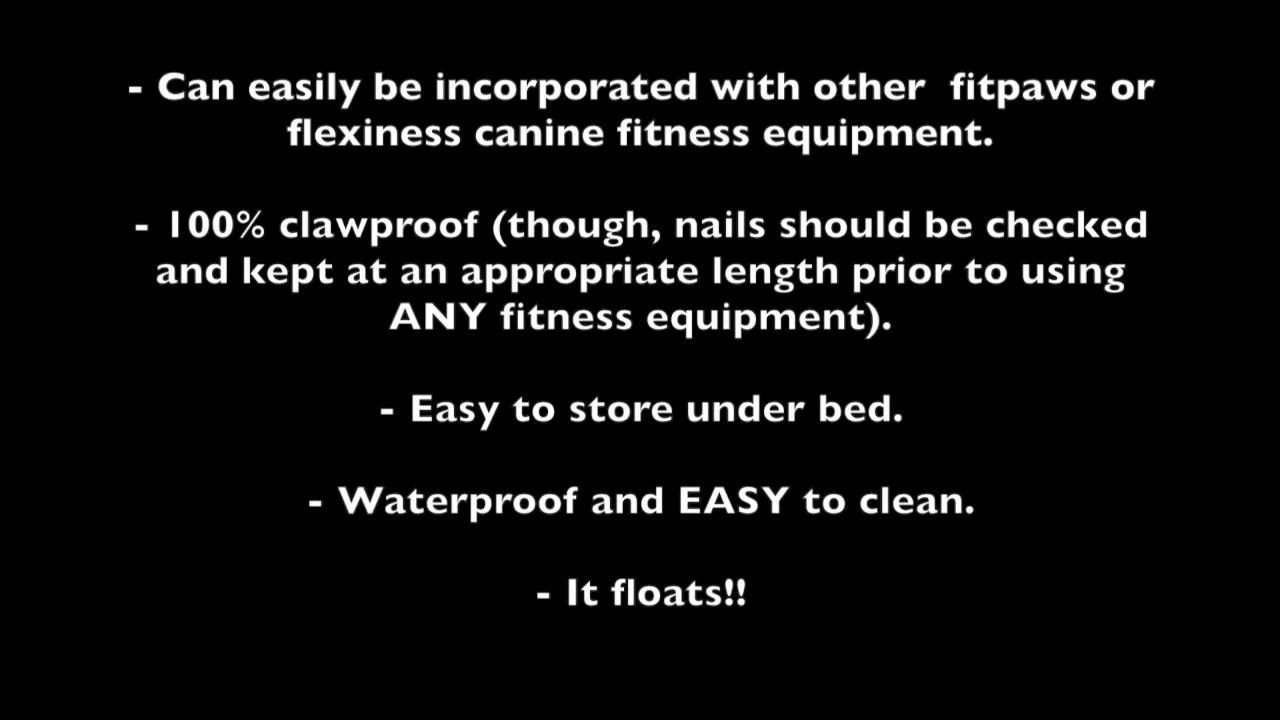 - Can easily be incorporated with other  fitpaws or
flexiness canine fitness equipment.
- 100% clawproof (though, nails should be checked
and kept at an appropriate length prior to using
ANY fitness equipment).
- Easy to store under bed.
- Waterproof and EASY to clean.
- It floats!!